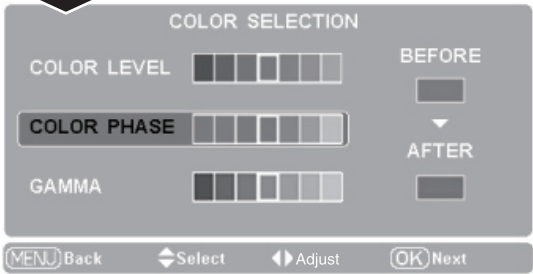 COLOR SELECTION
COLOR LEVEL
BEFORE
COLOR PHASE
AFTER
GAMMA
MENU Back Select Adjust OK Next